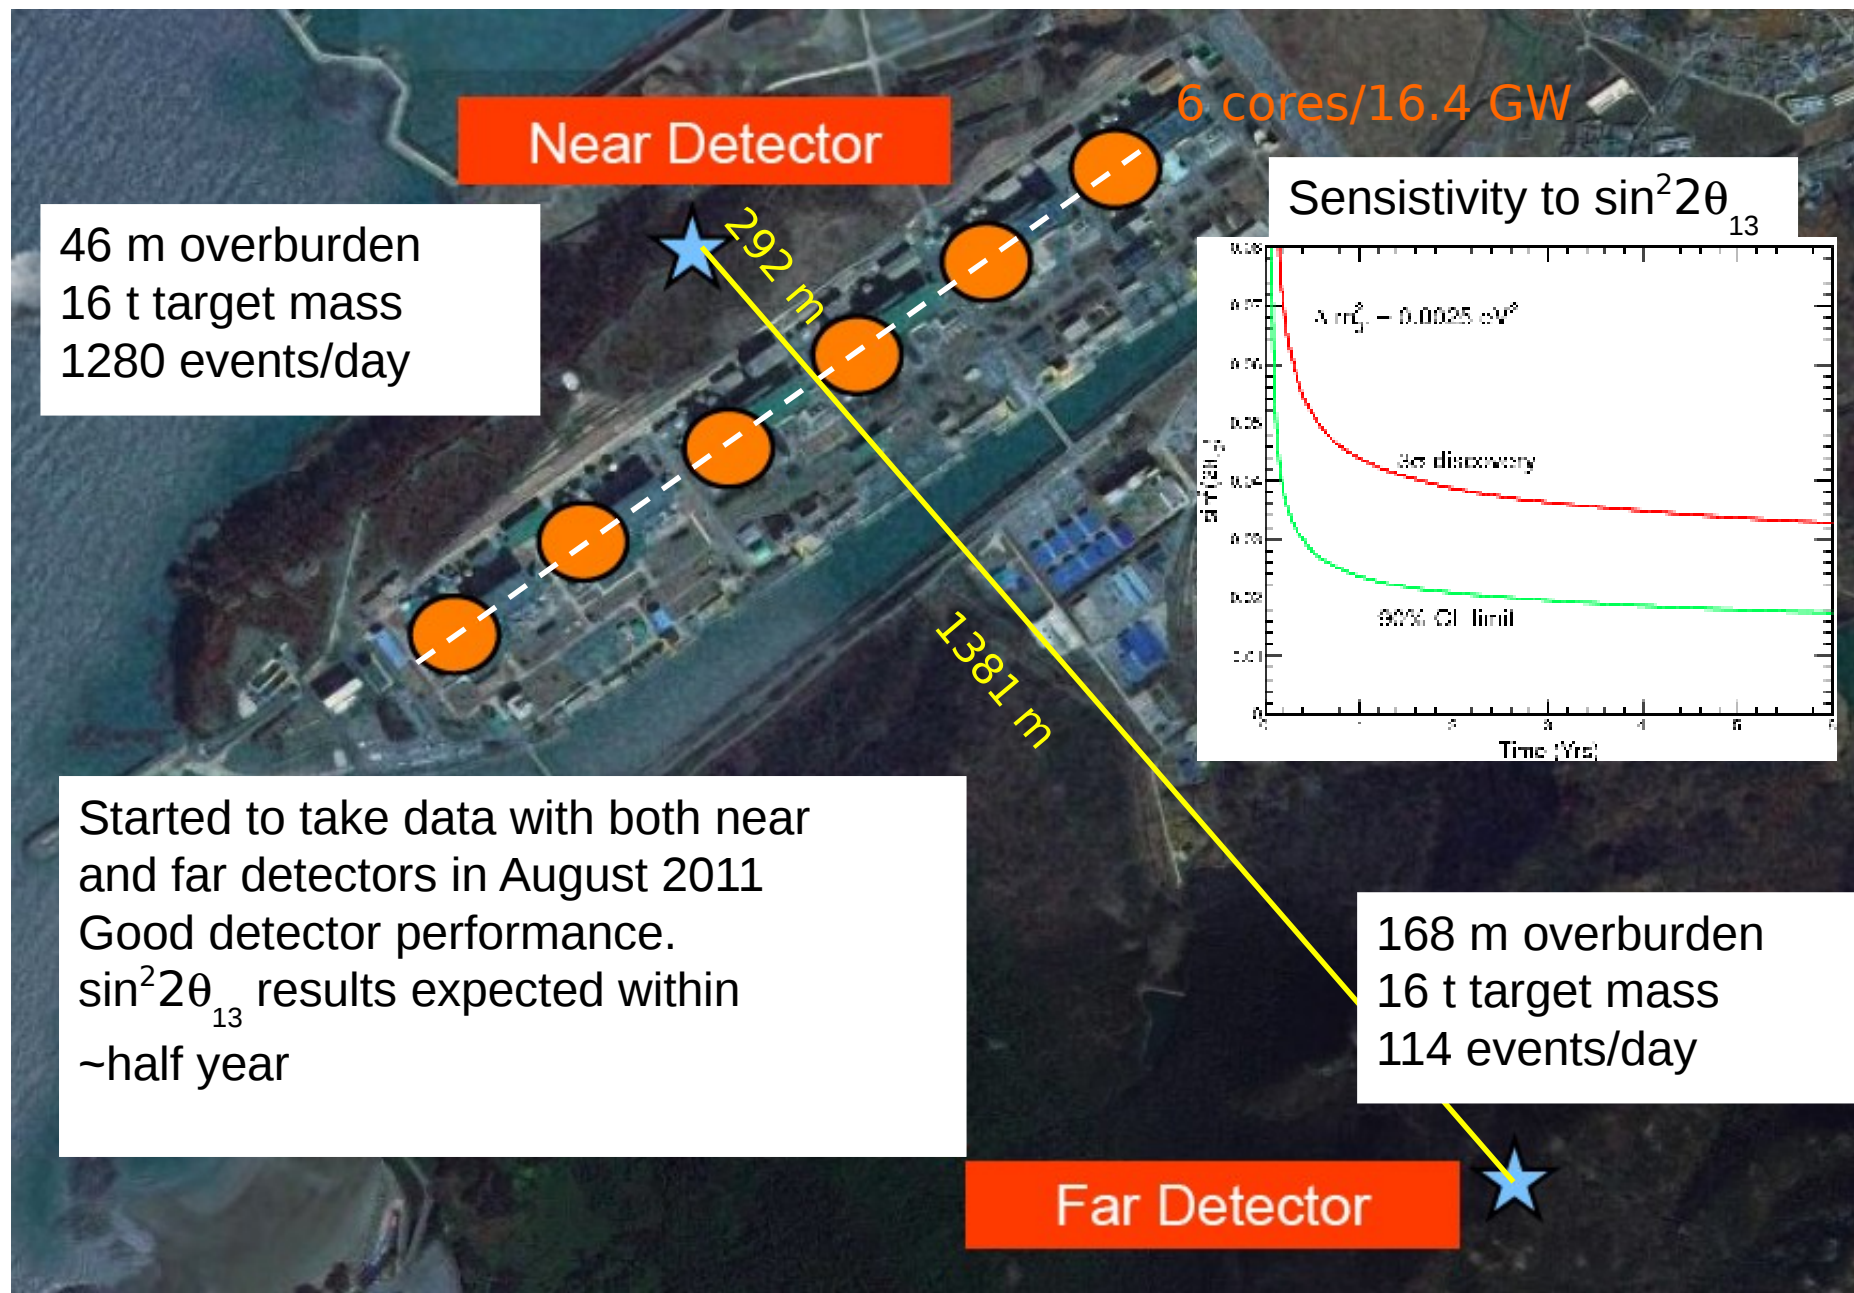 6 cores/16.4 GW
Near Detector
46 m overburden
16 t target mass
1280 events/day
292 m
Sensistivity to sin²2θ₁₃
3σ discovery
90% CL limit
Time (Yrs)
1381 m
Started to take data with both near
and far detectors in August 2011
Good detector performance.
sin²2θ₁₃ results expected within
~half year
168 m overburden
16 t target mass
114 events/day
Far Detector